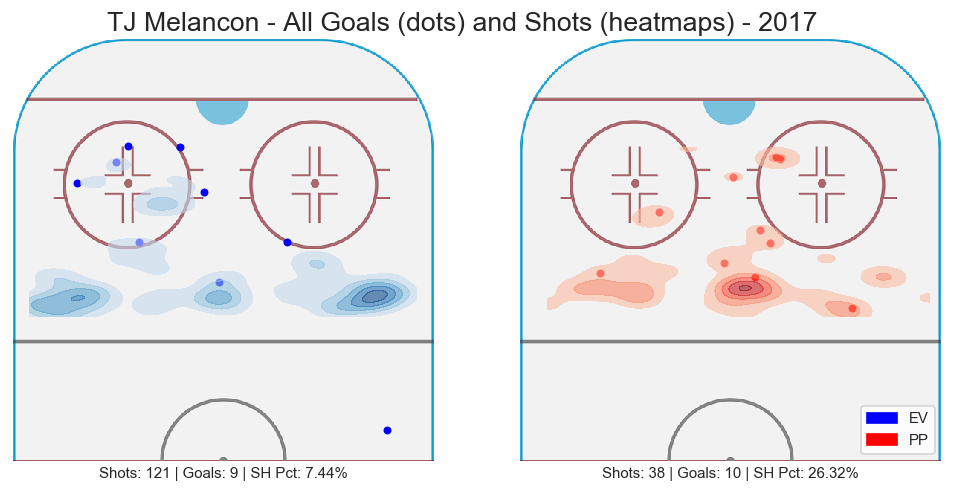 TJ Melancon - All Goals (dots) and Shots (heatmaps) - 2017
EV
PP
Shots: 121 | Goals: 9 | SH Pct: 7.44%
Shots: 38 | Goals: 10 | SH Pct: 26.32%